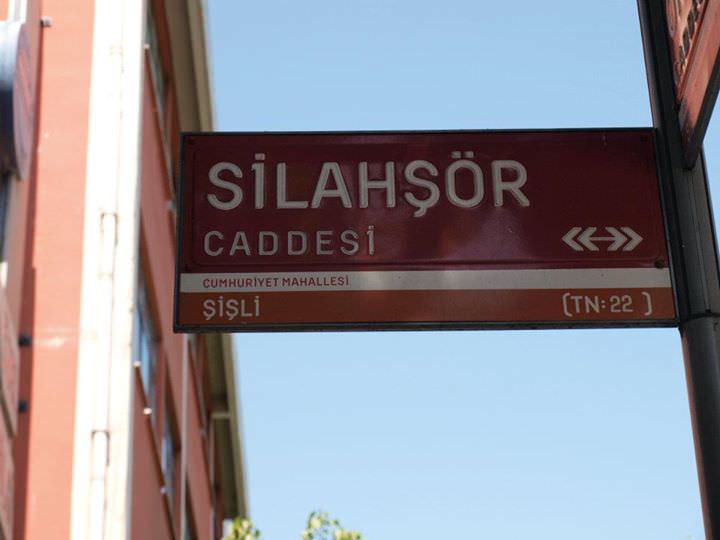 SİLAHŞÖR
CADDESİ
CUMHURİYET MAHALLESİ
ŞİŞLİ
(TN: 22 )